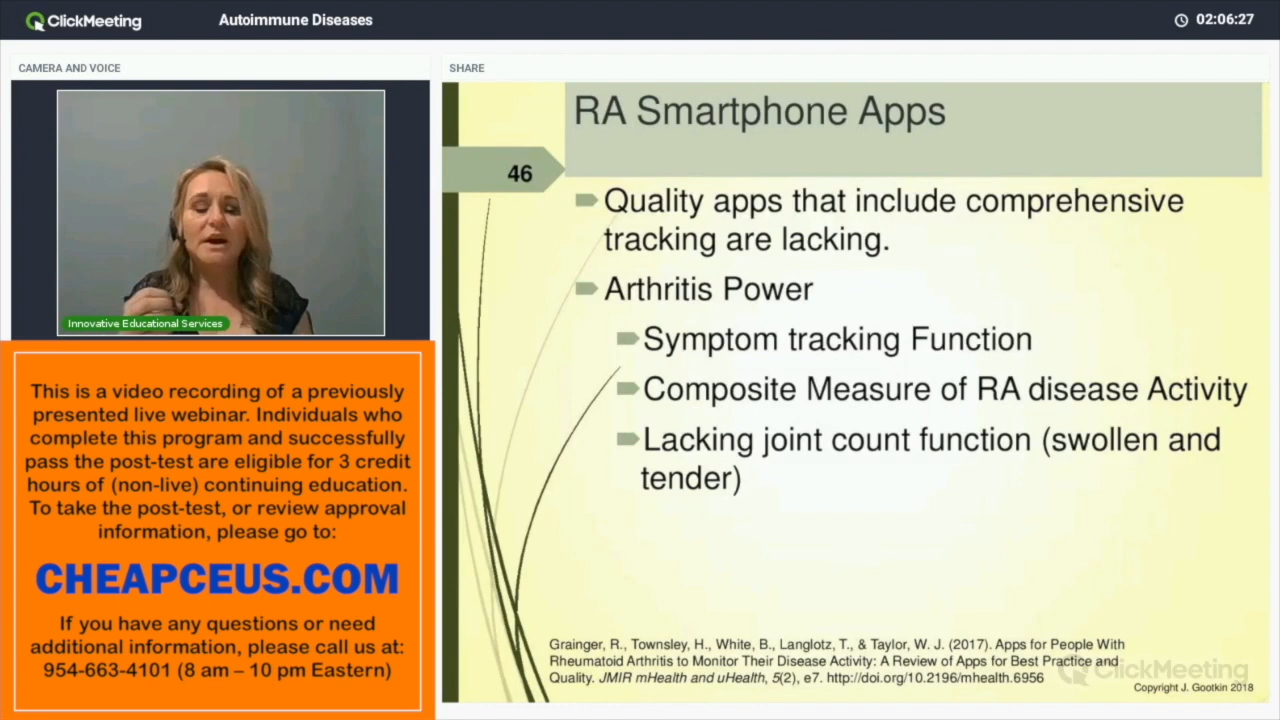 ClickMeeting
Autoimmune Diseases
02:06:27
CAMERA AND VOICE
SHARE
Innovative Educational Services
This is a video recording of a previously
presented live webinar. Individuals who
complete this program and successfully
pass the post-test are eligible for 3 credit
hours of (non-live) continuing education.
To take the post-test, or review approval
information, please go to:
CHEAPCEUS.COM
If you have any questions or need
additional information, please call us at:
954-663-4101 (8 am – 10 pm Eastern)
RA Smartphone Apps
46
Quality apps that include comprehensive
tracking are lacking.
Arthritis Power
Symptom tracking Function
Composite Measure of RA disease Activity
Lacking joint count function (swollen and
tender)
Grainger, R., Townsley, H., White, B., Langlotz, T., & Taylor, W. J. (2017). Apps for People With
Rheumatoid Arthritis to Monitor Their Disease Activity: A Review of Apps for Best Practice and
Quality. JMIR mHealth and uHealth, 5(2), e7. http://doi.org/10.2196/mhealth.6956
ClickMeeting
Copyright J. Gootkin 2018